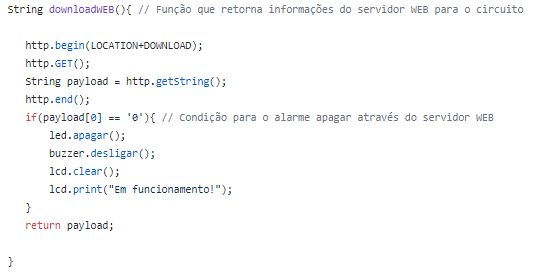 String downloadWEB(){ // Função que retorna informações do servidor WEB para o circuito
http.begin(LOCATION+DOWNLOAD);
http.GET();
String payload = http.getString();
http.end();
if(payload[0] == '0'){ // Condição para o alarme apagar através do servidor WEB
led.apagar();
buzzer.desligar();
lcd.clear();
lcd.print("Em funcionamento!");
}
return payload;
}